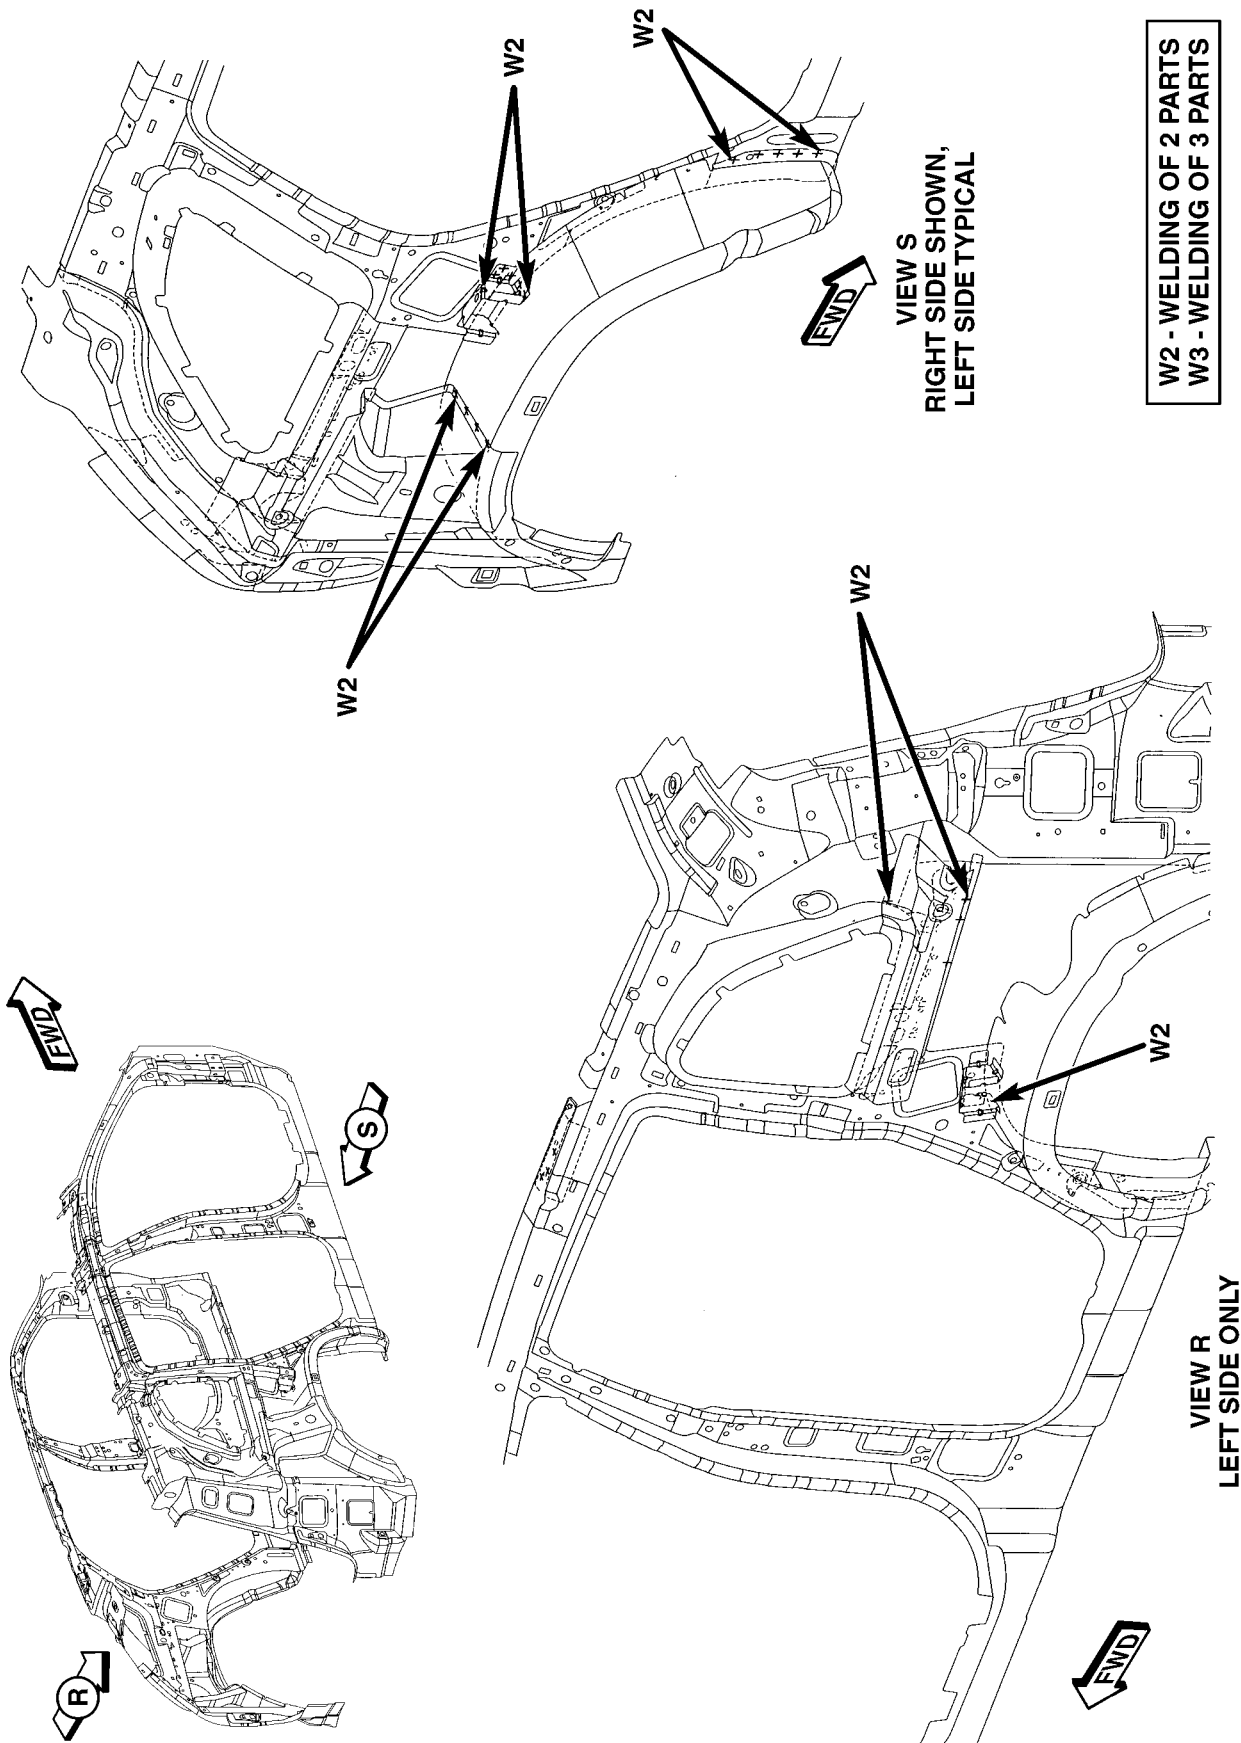 FWD
R
S
W2
W2
VIEW R
LEFT SIDE ONLY
FWD
W2
W2
W2
VIEW S
RIGHT SIDE SHOWN,
LEFT SIDE TYPICAL
FWD
W2 - WELDING OF 2 PARTS
W3 - WELDING OF 3 PARTS